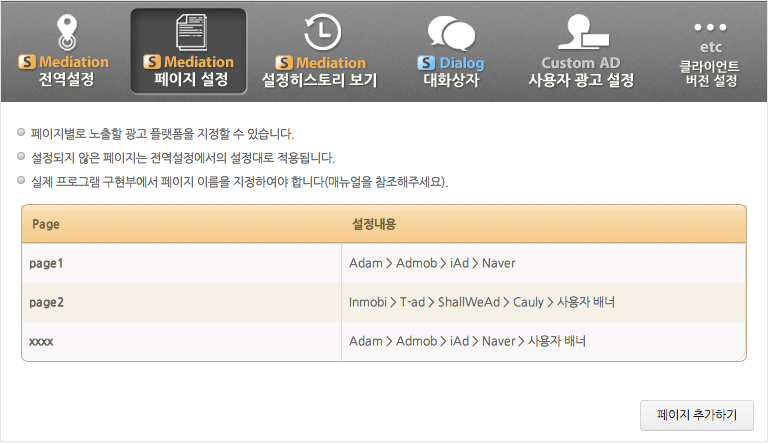 S Mediation
전역설정
S Mediation
페이지 설정
S Mediation
설정히스토리 보기
S Dialog
대화상자
Custom AD
사용자 광고 설정
etc
클라이언트
버전 설정
페이지별로 노출할 광고 플랫폼을 지정할 수 있습니다.
설정되지 않은 페이지는 전역설정에서의 설정대로 적용됩니다.
실제 프로그램 구현부에서 페이지 이름을 지정하여야 합니다(매뉴얼을 참조해주세요).
Page 설정내용
page1 Adam > Admob > iAd > Naver
page2 Inmobi > T-ad > ShallWeAd > Cauly > 사용자 배너
xxxx Adam > Admob > iAd > Naver > 사용자 배너
페이지 추가하기